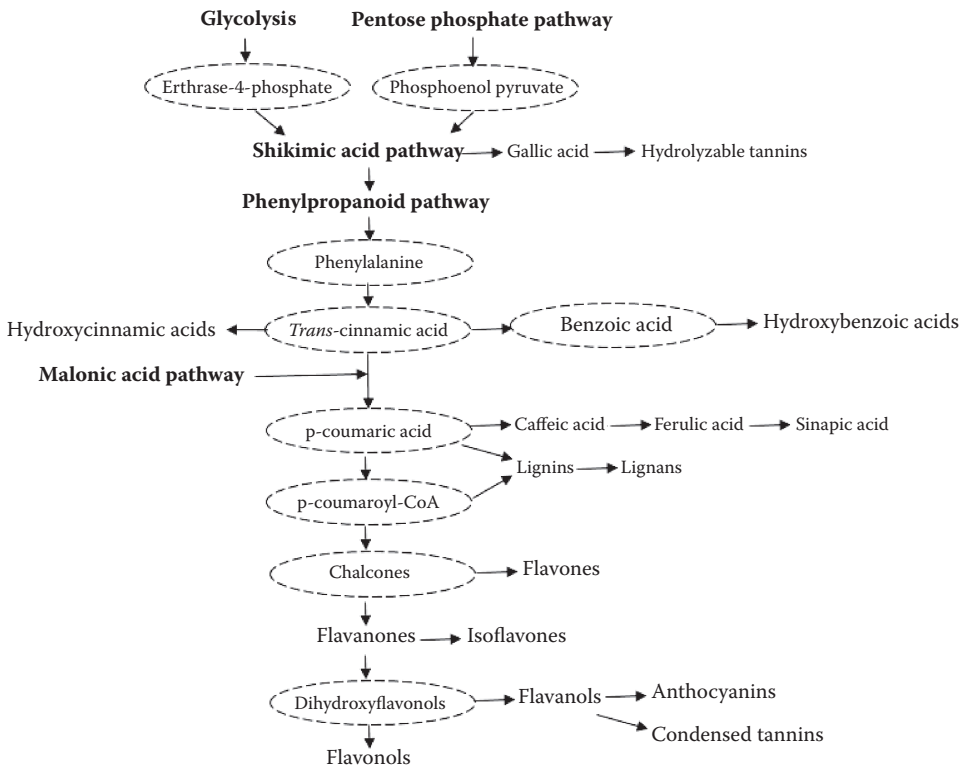 Glycolysis
Pentose phosphate pathway
Erthrase-4-phosphate
Phosphoenol pyruvate
Shikimic acid pathway
Gallic acid
Hydrolyzable tannins
Phenylpropanoid pathway
Phenylalanine
Hydroxycinnamic acids
Trans-cinnamic acid
Benzoic acid
Hydroxybenzoic acids
Malonic acid pathway
p-coumaric acid
Caffeic acid
Ferulic acid
Sinapic acid
Lignins
Lignans
p-coumaroyl-CoA
Chalcones
Flavones
Flavanones
Isoflavones
Dihydroxyflavonols
Flavanols
Anthocyanins
Condensed tannins
Flavonols